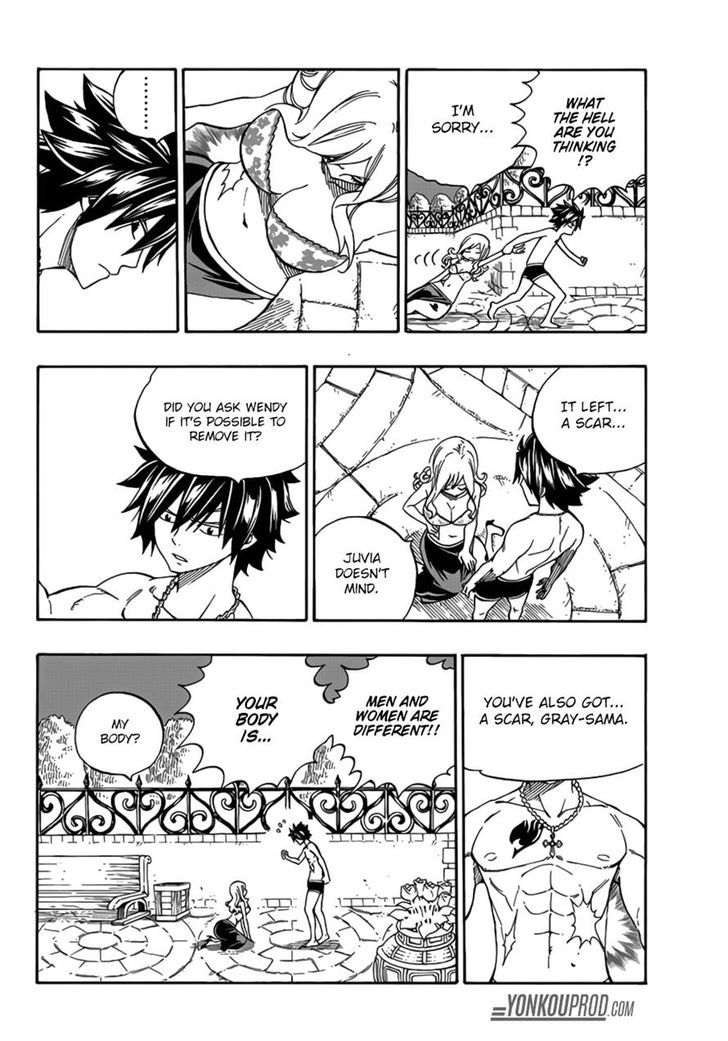 WHAT
THE HELL
ARE YOU
THINKING
!?
I'M
SORRY...
........
IT LEFT...
A SCAR...
JUVIA
DOESN'T
MIND.
DID YOU ASK WENDY
IF IT'S POSSIBLE TO
REMOVE IT?
YOU'VE ALSO GOT...
A SCAR, GRAY-SAMA.
MEN AND
WOMEN ARE
DIFFERENT!!
YOUR
BODY
IS...
MY
BODY?
YONKOUPROD.COM